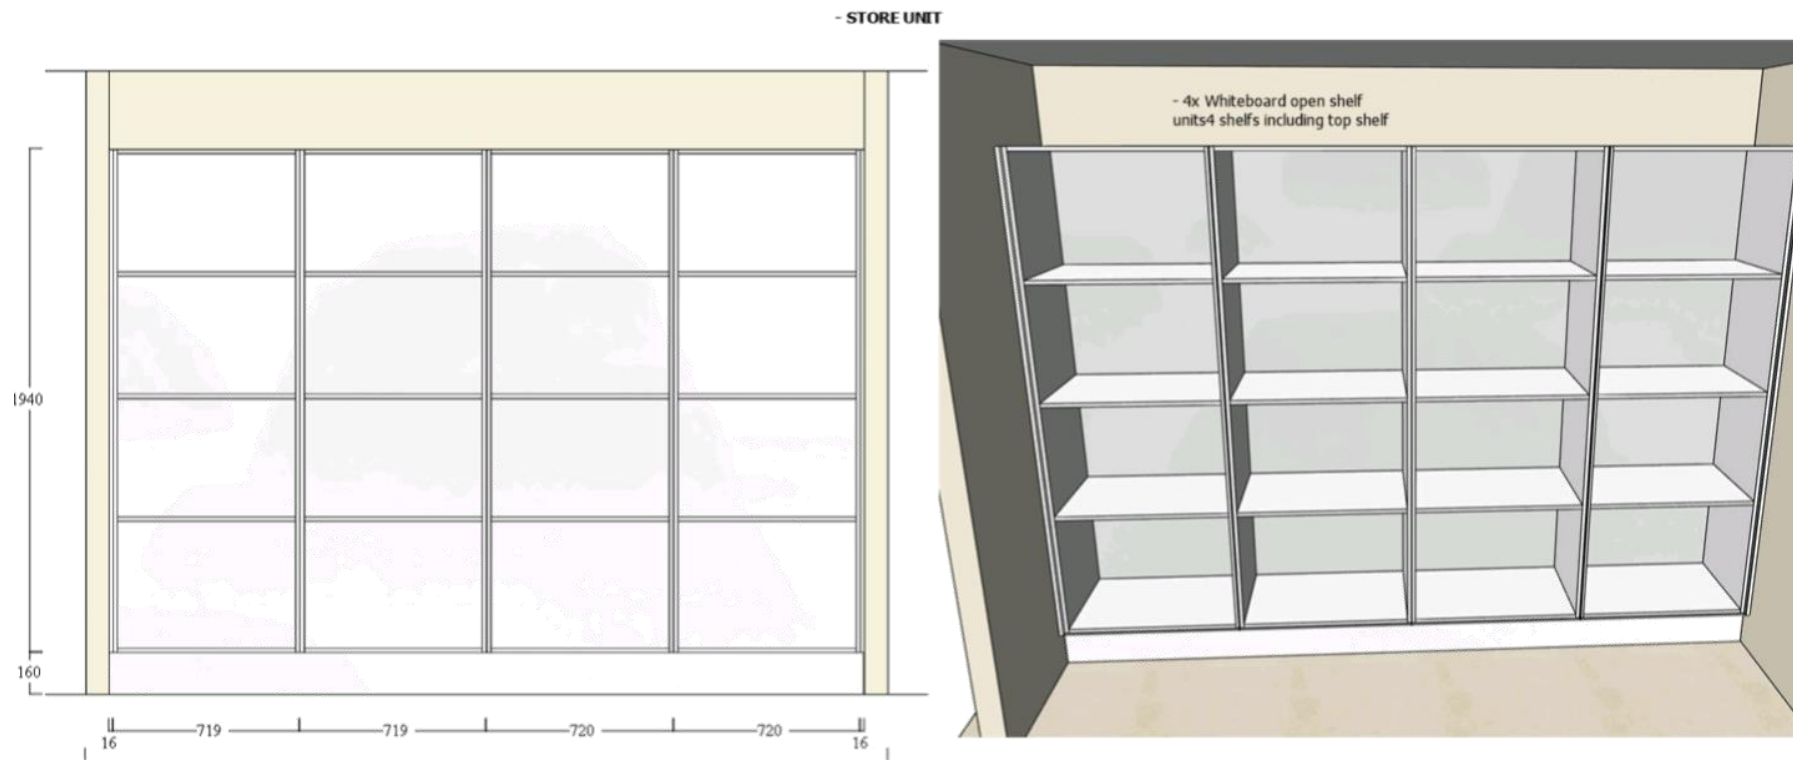 - STORE UNIT
- 4x Whiteboard open shelf
units4 shelfs including top shelf
1940
160
719
719
720
720
16
16